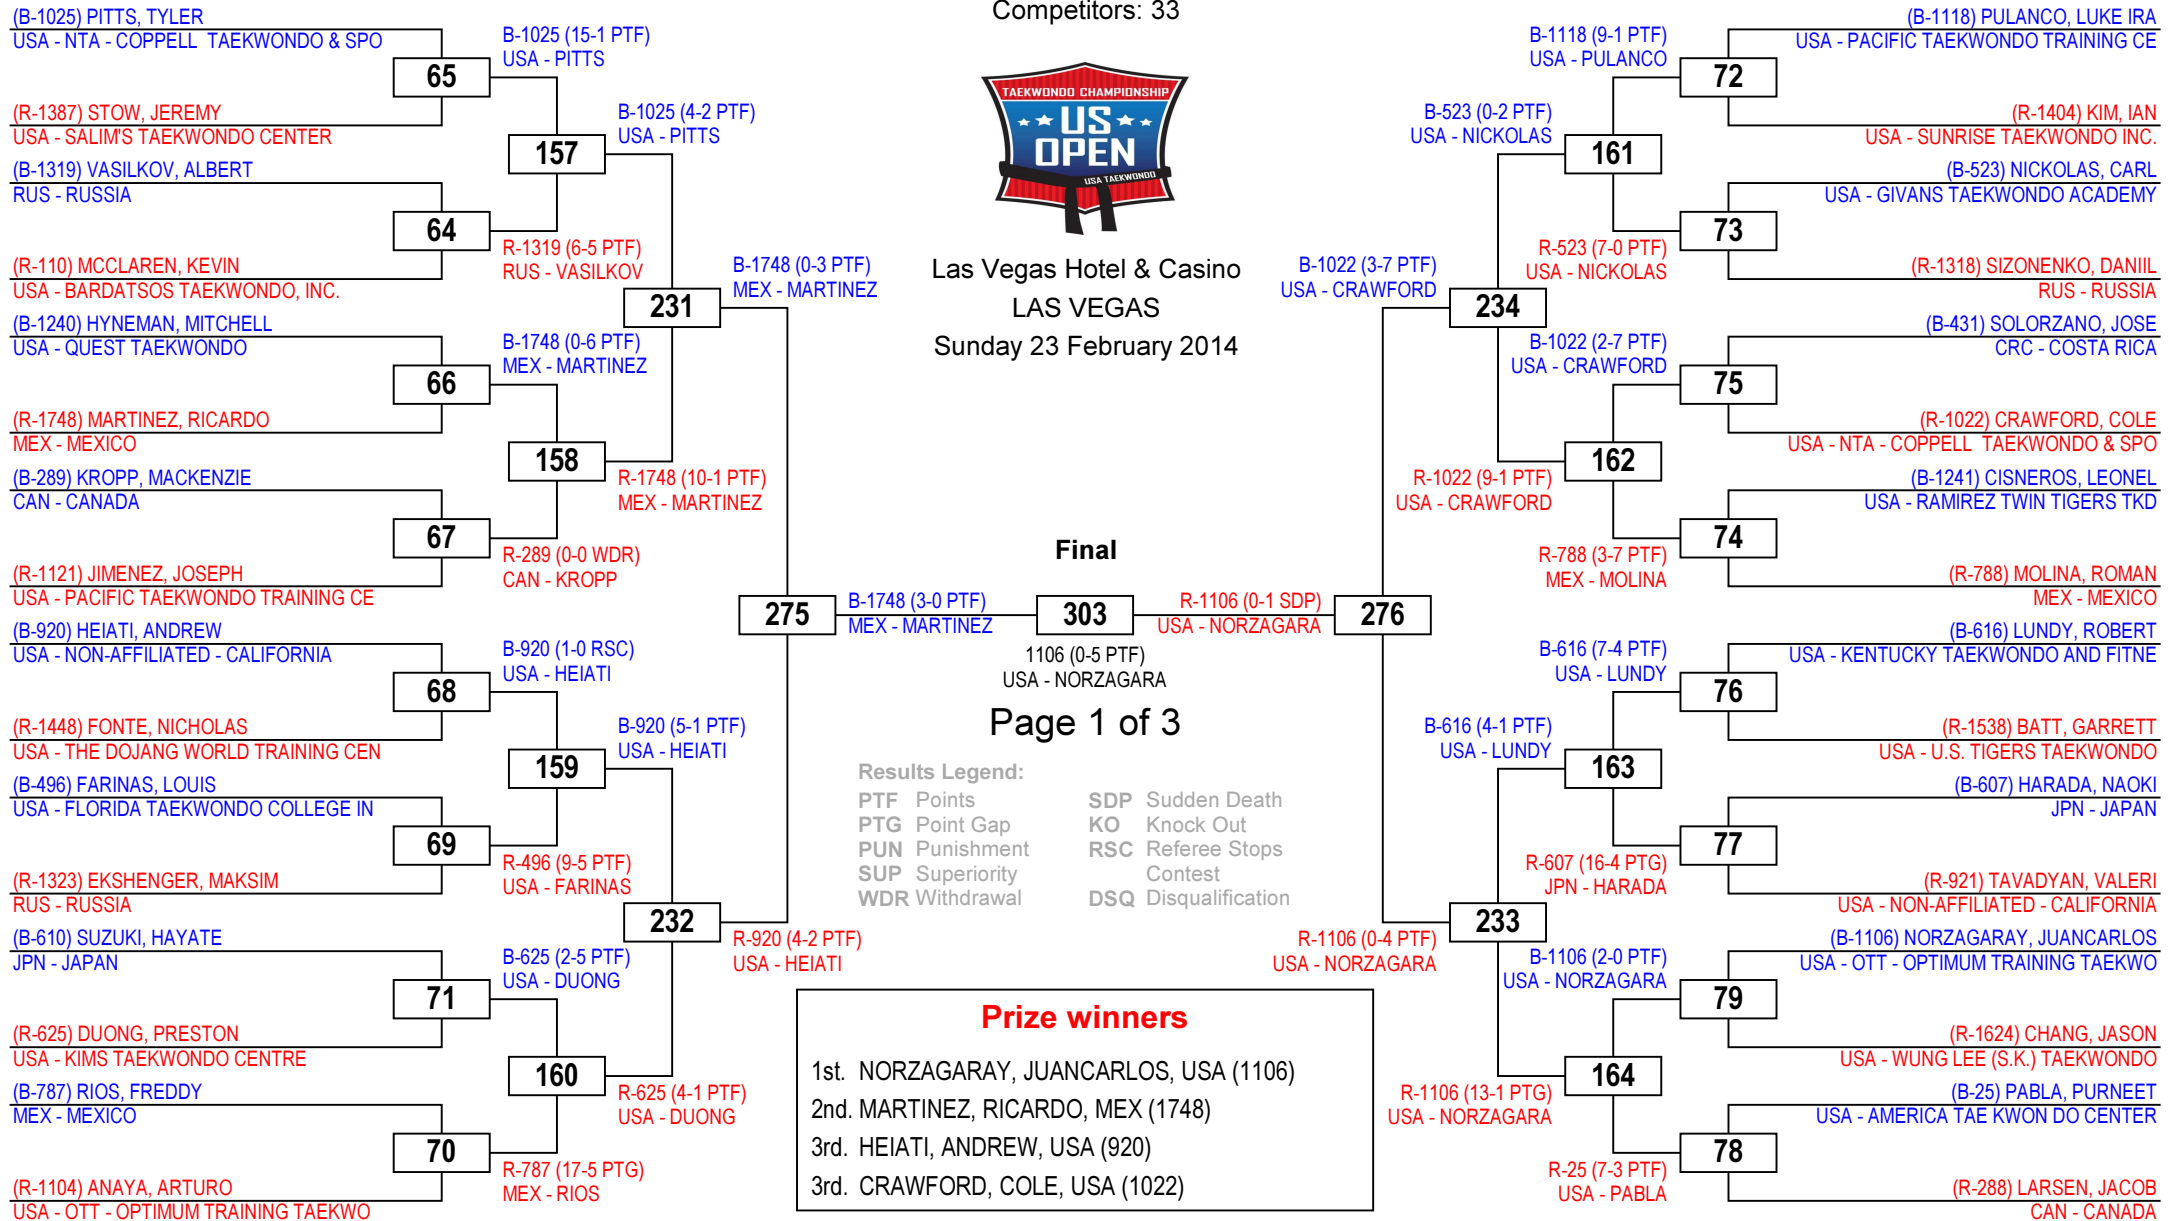 Competitors: 33
TAEKWONDO CHAMPIONSHIP
US
OPEN
USA TAEKWONDO
Las Vegas Hotel & Casino
LAS VEGAS
Sunday 23 February 2014
(B-1025) PITTS, TYLER
USA - NTA - COPPELL  TAEKWONDO & SPO
65
(R-1387) STOW, JEREMY
USA - SALIM'S TAEKWONDO CENTER
(B-1319) VASILKOV, ALBERT
RUS - RUSSIA
64
(R-110) MCCLAREN, KEVIN
USA - BARDATSOS TAEKWONDO, INC.
(B-1240) HYNEMAN, MITCHELL
USA - QUEST TAEKWONDO
66
(R-1748) MARTINEZ, RICARDO
MEX - MEXICO
(B-289) KROPP, MACKENZIE
CAN - CANADA
67
(R-1121) JIMENEZ, JOSEPH
USA - PACIFIC TAEKWONDO TRAINING CE
(B-920) HEIATI, ANDREW
USA - NON-AFFILIATED - CALIFORNIA
68
(R-1448) FONTE, NICHOLAS
USA - THE DOJANG WORLD TRAINING CEN
(B-496) FARINAS, LOUIS
USA - FLORIDA TAEKWONDO COLLEGE IN
69
(R-1323) EKSHENGER, MAKSIM
RUS - RUSSIA
(B-610) SUZUKI, HAYATE
JPN - JAPAN
71
(R-625) DUONG, PRESTON
USA - KIMS TAEKWONDO CENTRE
(B-787) RIOS, FREDDY
MEX - MEXICO
70
(R-1104) ANAYA, ARTURO
USA - OTT - OPTIMUM TRAINING TAEKWO
B-1025 (15-1 PTF)
USA - PITTS
157
R-1319 (6-5 PTF)
RUS - VASILKOV
B-1748 (0-6 PTF)
MEX - MARTINEZ
158
R-289 (0-0 WDR)
CAN - KROPP
B-920 (1-0 RSC)
USA - HEIATI
159
R-496 (9-5 PTF)
USA - FARINAS
B-625 (2-5 PTF)
USA - DUONG
160
R-787 (17-5 PTG)
MEX - RIOS
B-1025 (4-2 PTF)
USA - PITTS
231
R-1748 (10-1 PTF)
MEX - MARTINEZ
B-920 (5-1 PTF)
USA - HEIATI
232
R-625 (4-1 PTF)
USA - DUONG
B-1748 (0-3 PTF)
MEX - MARTINEZ
275
R-920 (4-2 PTF)
USA - HEIATI
Final
B-1748 (3-0 PTF)
MEX - MARTINEZ
303
R-1106 (0-1 SDP)
USA - NORZAGARA
1106 (0-5 PTF)
USA - NORZAGARA
Page 1 of 3
Results Legend:
PTF Points
SDP Sudden Death
PTG Point Gap
KO Knock Out
PUN Punishment
RSC Referee Stops
SUP Superiority
Contest
WDR Withdrawal
DSQ Disqualification
B-1022 (3-7 PTF)
USA - CRAWFORD
276
R-1106 (0-4 PTF)
USA - NORZAGARA
B-523 (0-2 PTF)
USA - NICKOLAS
234
R-1022 (9-1 PTF)
USA - CRAWFORD
B-616 (4-1 PTF)
USA - LUNDY
233
R-1106 (13-1 PTG)
USA - NORZAGARA
B-1118 (9-1 PTF)
USA - PULANCO
161
R-523 (7-0 PTF)
USA - NICKOLAS
B-1022 (2-7 PTF)
USA - CRAWFORD
162
R-788 (3-7 PTF)
MEX - MOLINA
B-616 (7-4 PTF)
USA - LUNDY
163
R-607 (16-4 PTG)
JPN - HARADA
B-1106 (2-0 PTF)
USA - NORZAGARA
164
R-25 (7-3 PTF)
USA - PABLA
(B-1118) PULANCO, LUKE IRA
USA - PACIFIC TAEKWONDO TRAINING CE
72
(R-1404) KIM, IAN
USA - SUNRISE TAEKWONDO INC.
(B-523) NICKOLAS, CARL
USA - GIVANS TAEKWONDO ACADEMY
73
(R-1318) SIZONENKO, DANIIL
RUS - RUSSIA
(B-431) SOLORZANO, JOSE
CRC - COSTA RICA
75
(R-1022) CRAWFORD, COLE
USA - NTA - COPPELL  TAEKWONDO & SPO
(B-1241) CISNEROS, LEONEL
USA - RAMIREZ TWIN TIGERS TKD
74
(R-788) MOLINA, ROMAN
MEX - MEXICO
(B-616) LUNDY, ROBERT
USA - KENTUCKY TAEKWONDO AND FITNE
76
(R-1538) BATT, GARRETT
USA - U.S. TIGERS TAEKWONDO
(B-607) HARADA, NAOKI
JPN - JAPAN
77
(R-921) TAVADYAN, VALERI
USA - NON-AFFILIATED - CALIFORNIA
(B-1106) NORZAGARAY, JUANCARLOS
USA - OTT - OPTIMUM TRAINING TAEKWO
79
(R-1624) CHANG, JASON
USA - WUNG LEE (S.K.) TAEKWONDO
(B-25) PABLA, PURNEET
USA - AMERICA TAE KWON DO CENTER
78
(R-288) LARSEN, JACOB
CAN - CANADA
Prize winners
1st. NORZAGARAY, JUANCARLOS, USA (1106)
2nd. MARTINEZ, RICARDO, MEX (1748)
3rd. HEIATI, ANDREW, USA (920)
3rd. CRAWFORD, COLE, USA (1022)